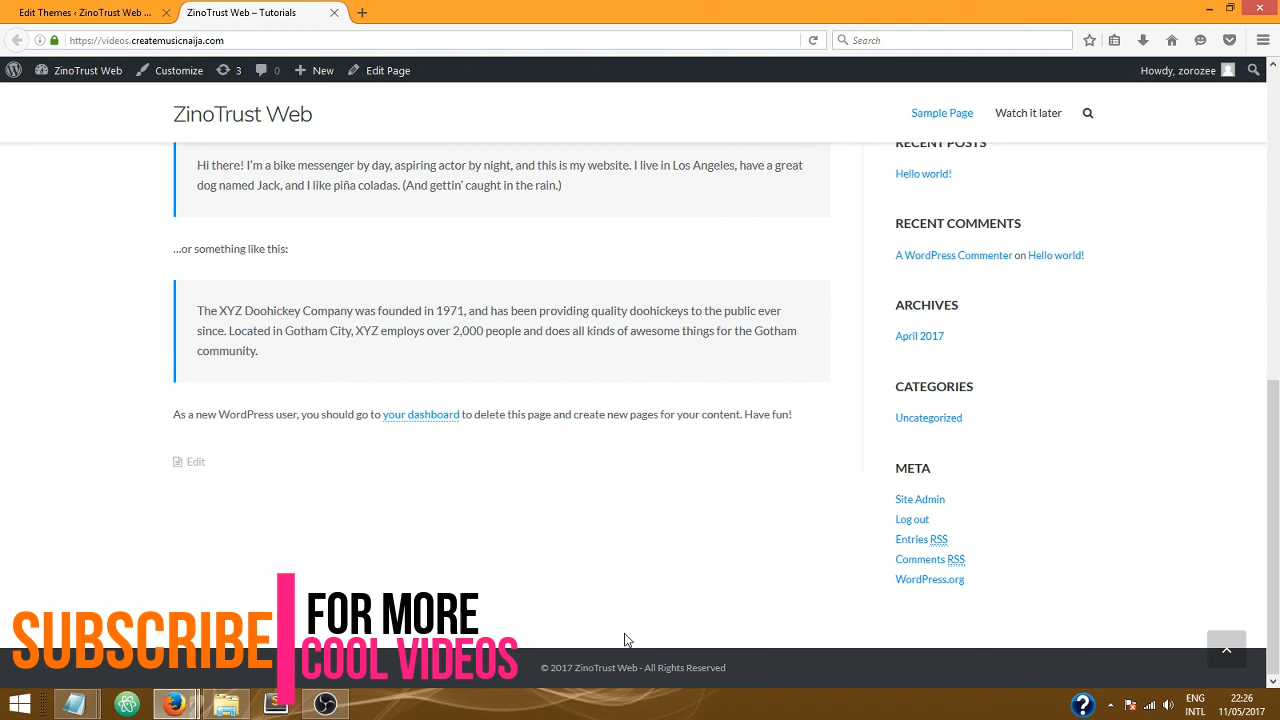 Edit Themes ‹ ZinoTrust Web ...
ZinoTrust Web – Tutorials
https://videos.createmusicnaija.com
Search
ZinoTrust Web
Customize
3
0
New
Edit Page
Howdy, zorozee
ZinoTrust Web
Sample Page
Watch it later
Hi there! I'm a bike messenger by day, aspiring actor by night, and this is my website. I live in Los Angeles, have a great
dog named Jack, and I like piña coladas. (And gettin' caught in the rain.)
...or something like this:
The XYZ Doohickey Company was founded in 1971, and has been providing quality doohickeys to the public ever
since. Located in Gotham City, XYZ employs over 2,000 people and does all kinds of awesome things for the Gotham
community.
As a new WordPress user, you should go to your dashboard to delete this page and create new pages for your content. Have fun!
Edit
RECENT POSTS
Hello world!
RECENT COMMENTS
A WordPress Commenter on Hello world!
ARCHIVES
April 2017
CATEGORIES
Uncategorized
META
Site Admin
Log out
Entries RSS
Comments RSS
WordPress.org
SUBSCRIBE
FOR MORE
COOL VIDEOS
© 2017 ZinoTrust Web - All Rights Reserved
ENG
INTL
22:26
11/05/2017